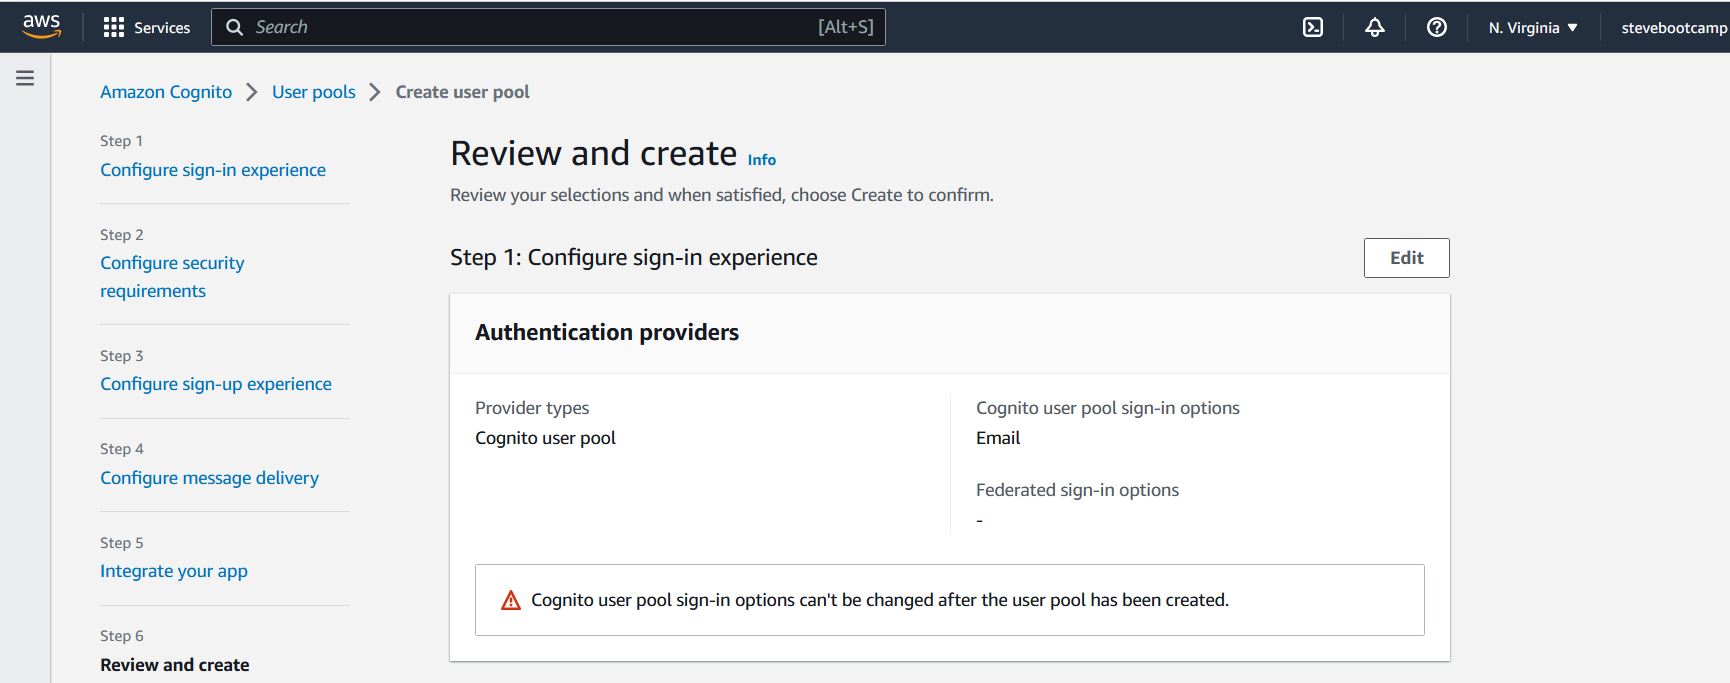 aws
Services
Search
[Alt+S]
N. Virginia
stevebootcamp
Amazon Cognito
User pools
Create user pool
Step 1
Configure sign-in experience
Step 2
Configure security
requirements
Step 3
Configure sign-up experience
Step 4
Configure message delivery
Step 5
Integrate your app
Step 6
Review and create
Review and create Info
Review your selections and when satisfied, choose Create to confirm.
Step 1: Configure sign-in experience
Edit
Authentication providers
Provider types
Cognito user pool
Cognito user pool sign-in options
Email
Federated sign-in options
-
Cognito user pool sign-in options can't be changed after the user pool has been created.